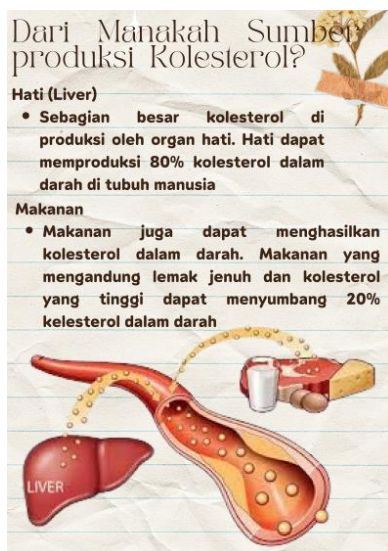 Dari Manakah Sumber
produksi Kolesterol?
Hati (Liver)
• Sebagian besar kolesterol di
produksi oleh organ hati. Hati dapat
memproduksi 80% kolesterol dalam
darah di tubuh manusia
Makanan
• Makanan juga dapat menghasilkan
kolesterol dalam darah. Makanan yang
mengandung lemak jenuh dan kolesterol
yang tinggi dapat menyumbang 20%
kelesterol dalam darah
LIVER